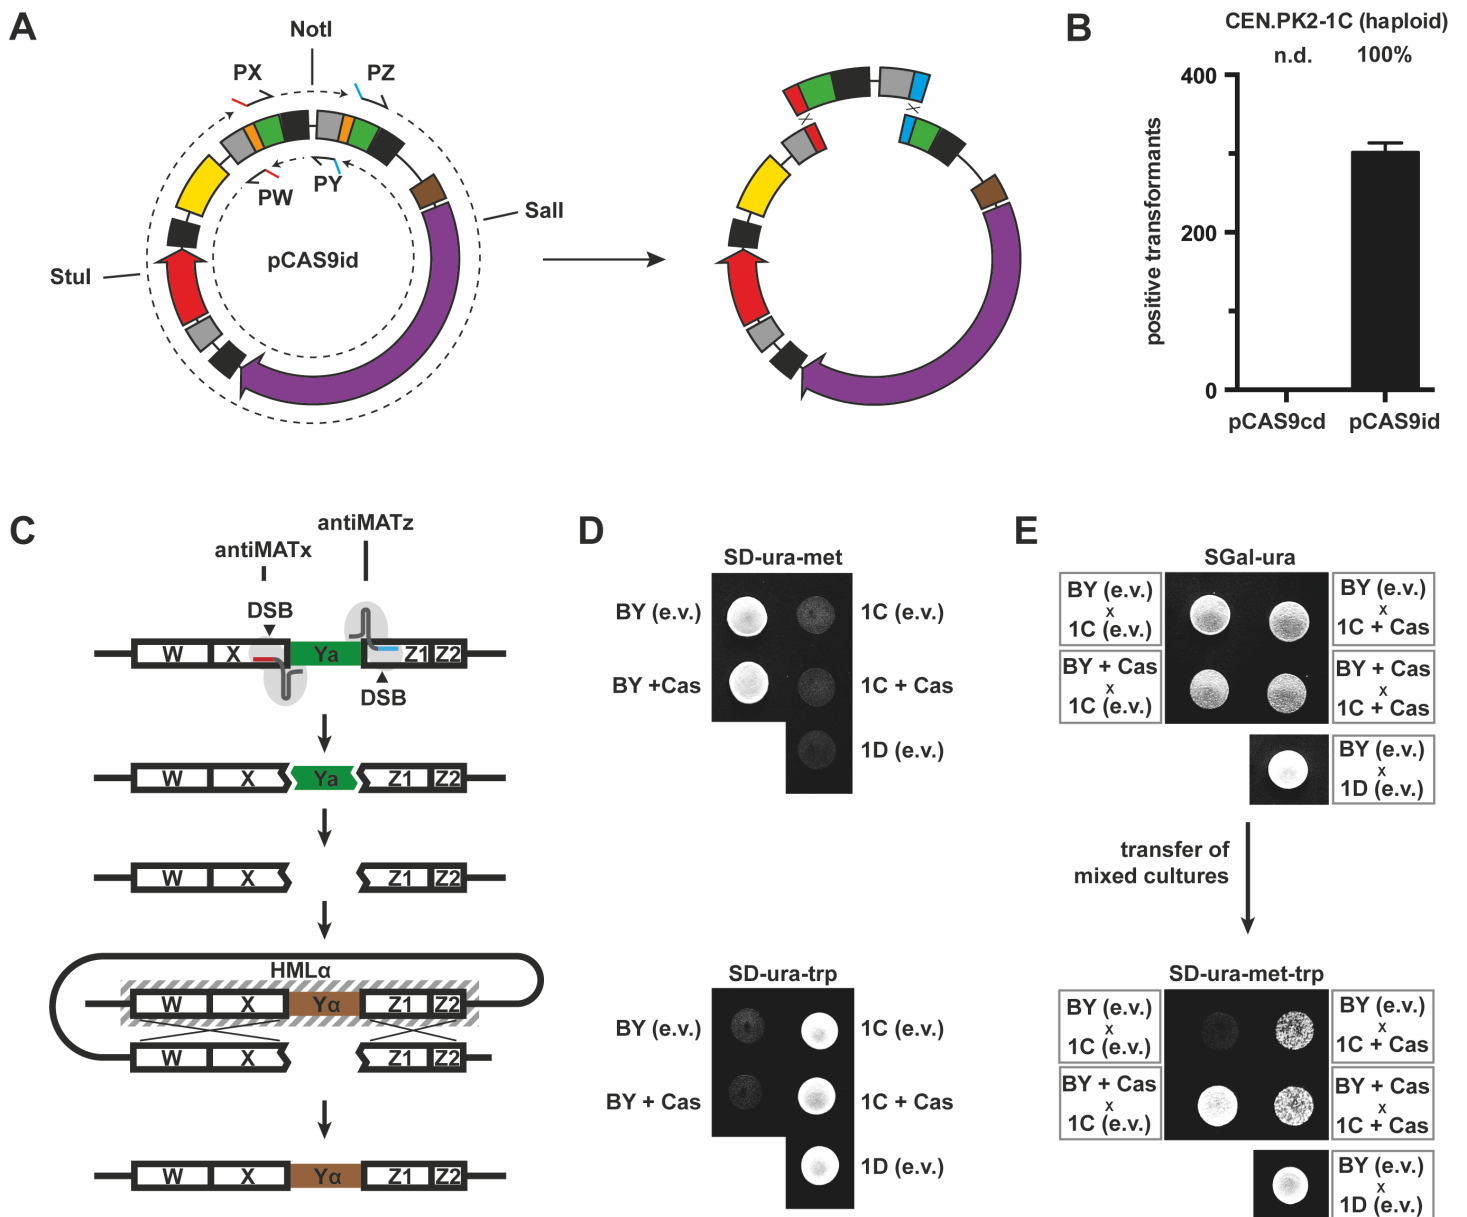 A
NotI
PX
PZ
PW
PY
StuI
SalI
pCAS9id
B
CEN.PK2-1C (haploid)
n.d. 100%
positive transformants
400
200
0
pCAS9cd pCAS9id
C
antiMATz
antiMATx
DSB
W X Ya Z1 Z2
DSB
W X Ya Z1 Z2
W X Z1 Z2
HMLα
W X Yα Z1 Z2
W X Z1 Z2
W X Yα Z1 Z2
D
SD-ura-met
BY (e.v.) 1C (e.v.)
BY +Cas 1C + Cas
1D (e.v.)
SD-ura-trp
BY (e.v.) 1C (e.v.)
BY + Cas 1C + Cas
1D (e.v.)
E
SGal-ura
BY (e.v.)
x
1C (e.v.)
BY (e.v.)
x
1C + Cas
BY + Cas
x
1C (e.v.)
BY + Cas
x
1C + Cas
BY (e.v.)
x
1D (e.v.)
transfer of
mixed cultures
SD-ura-met-trp
BY (e.v.)
x
1C (e.v.)
BY (e.v.)
x
1C + Cas
BY + Cas
x
1C (e.v.)
BY + Cas
x
1C + Cas
BY (e.v.)
x
1D (e.v.)